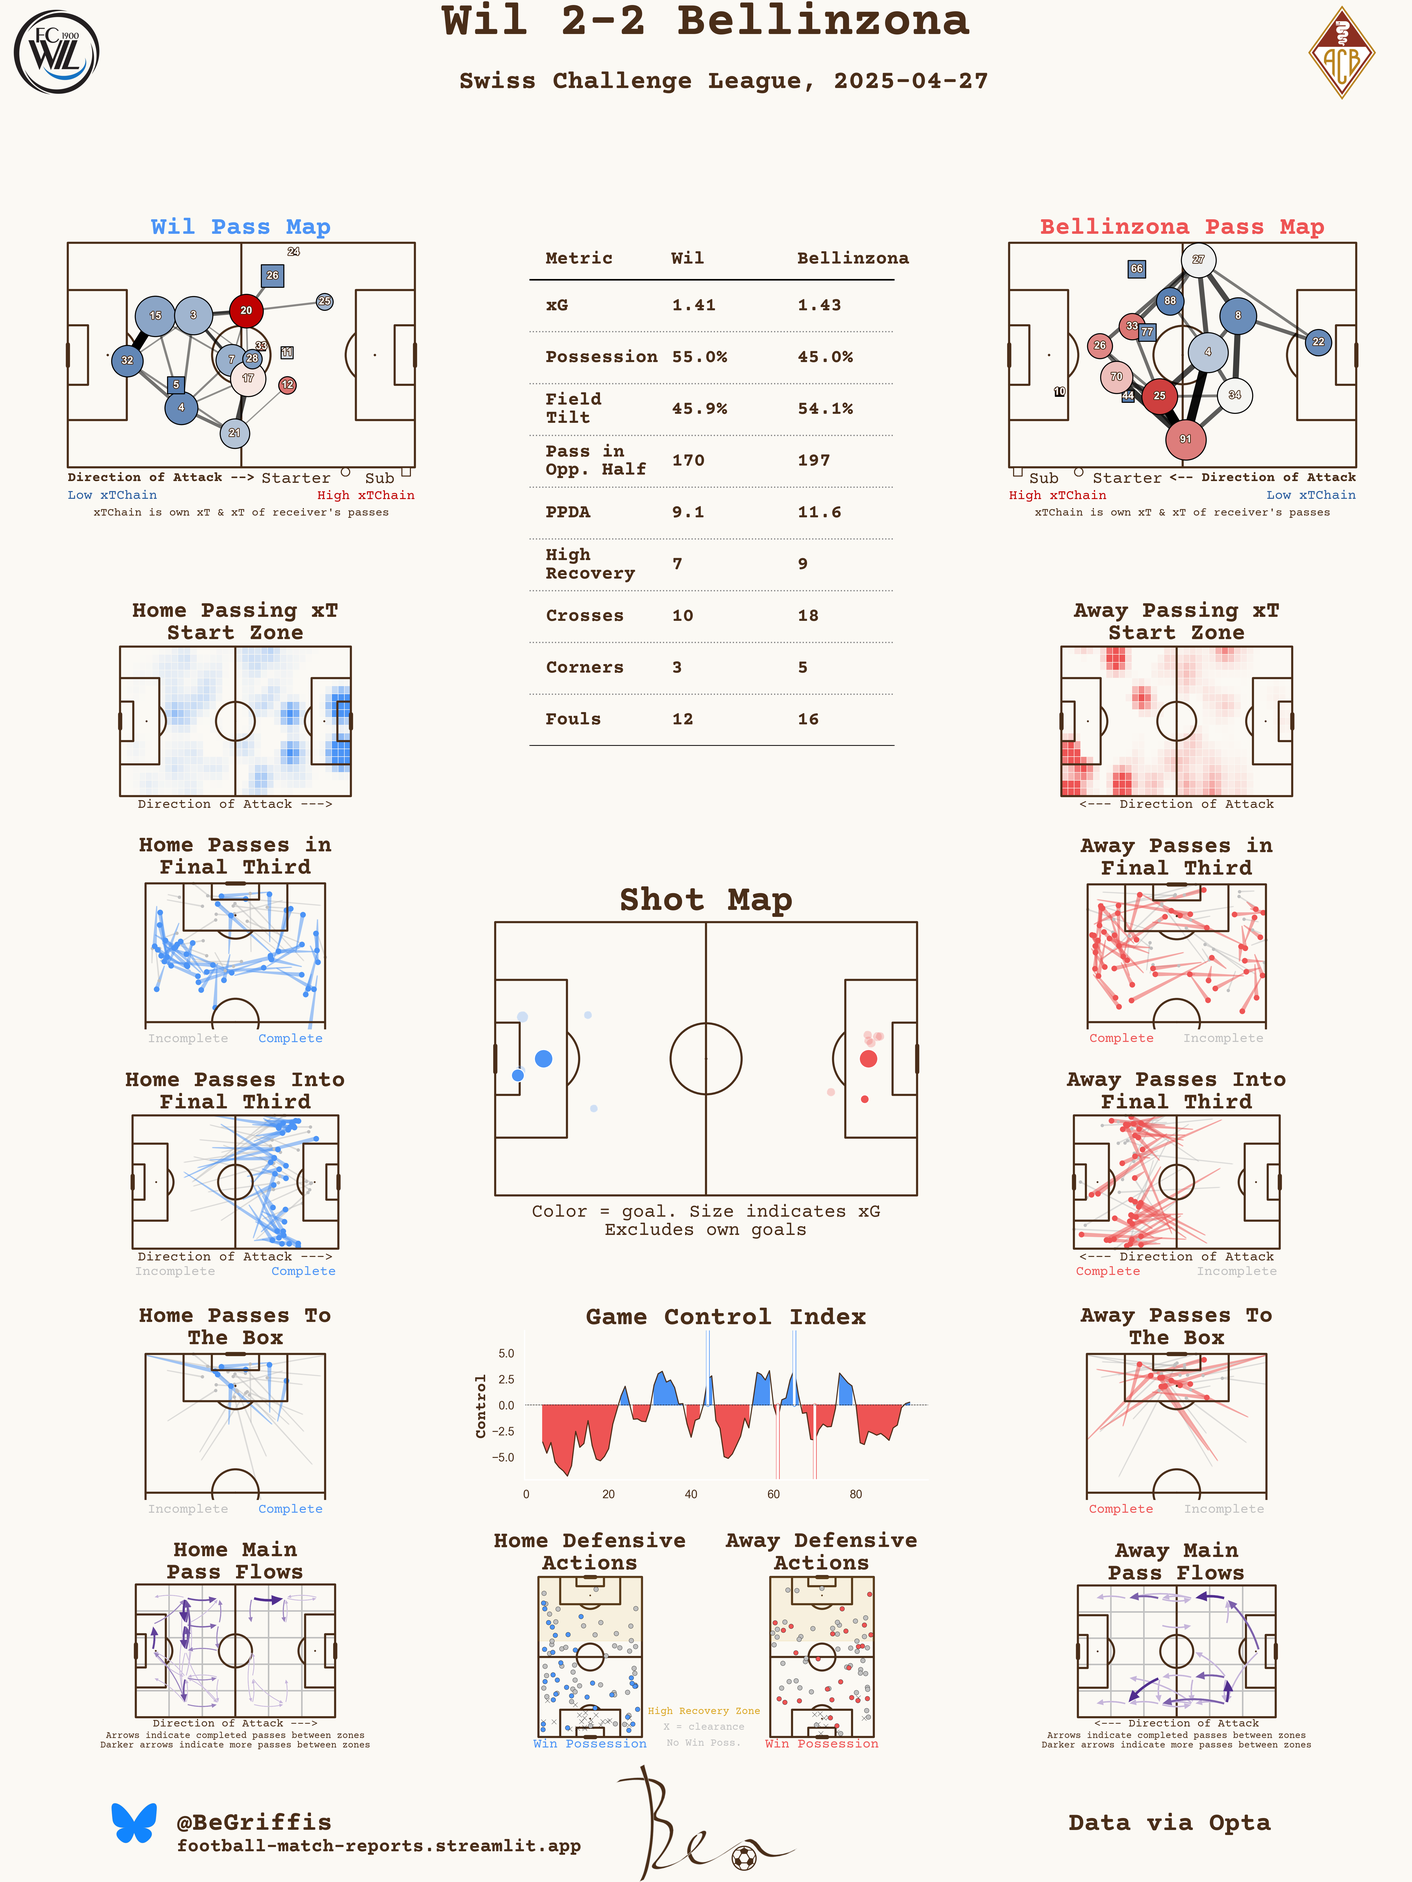 Wil 2-2 Bellinzona
Swiss Challenge League, 2025-04-27
FC 1900
WIL
ACB
Wil Pass Map
24
26
25
15
3
20
33
11
32
7
28
17
5
12
4
21
Direction of Attack --> Starter Sub
Low xTChain High xTChain
xTChain is own xT & xT of receiver's passes
Metric Wil Bellinzona
xG 1.41 1.43
Possession 55.0% 45.0%
Field
Tilt 45.9% 54.1%
Pass in
Opp. Half 170 197
PPDA 9.1 11.6
High
Recovery 7 9
Crosses 10 18
Corners 3 5
Fouls 12 16
Bellinzona Pass Map
27
66
88
8
33
77
26
22
4
70
10
44
25
34
91
Sub Starter <-- Direction of Attack
High xTChain Low xTChain
xTChain is own xT & xT of receiver's passes
Home Passing xT
Start Zone
Direction of Attack --->
Away Passing xT
Start Zone
<--- Direction of Attack
Home Passes in
Final Third
Incomplete Complete
Away Passes in
Final Third
Complete Incomplete
Shot Map
Color = goal. Size indicates xG
Excludes own goals
Home Passes Into
Final Third
Direction of Attack --->
Incomplete Complete
Away Passes Into
Final Third
<--- Direction of Attack
Complete Incomplete
Home Passes To
The Box
Incomplete Complete
Game Control Index
Control
5.0
2.5
0.0
−2.5
−5.0
0 20 40 60 80
Away Passes To
The Box
Complete Incomplete
Home Main
Pass Flows
Direction of Attack --->
Arrows indicate completed passes between zones
Darker arrows indicate more passes between zones
Home Defensive
Actions
Win Possession
Away Defensive
Actions
Win Possession
High Recovery Zone
X = clearance
No Win Poss.
Away Main
Pass Flows
<--- Direction of Attack
Arrows indicate completed passes between zones
Darker arrows indicate more passes between zones
@BeGriffis
football-match-reports.streamlit.app
Ben
Data via Opta